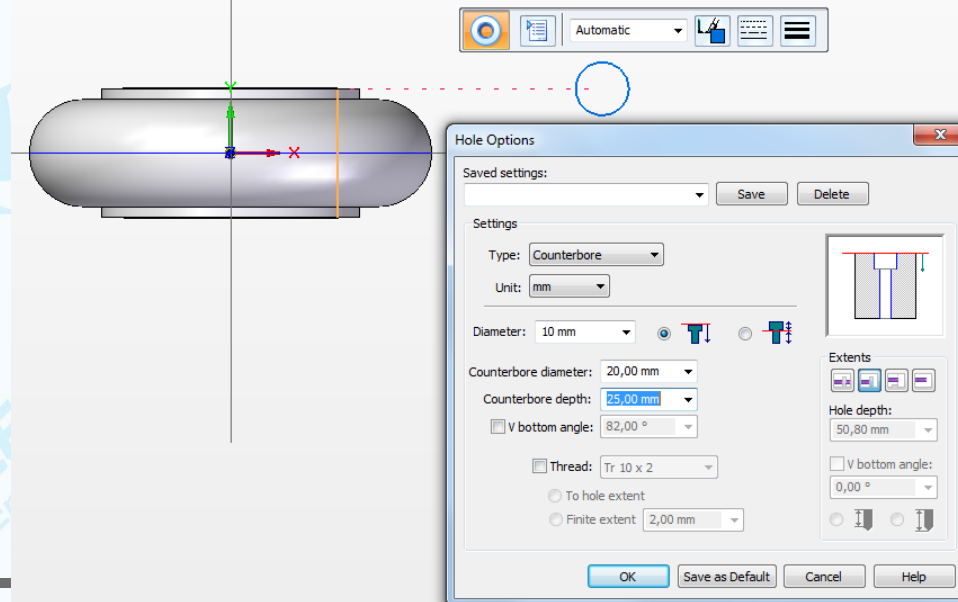 Automatic
Y
X
Hole Options
Saved settings:
Save
Delete
Settings
Type: Counterbore
Unit: mm
Diameter: 10 mm
Counterbore diameter: 20,00 mm
Counterbore depth: 25,00 mm
V bottom angle: 82,00 °
Thread: Tr 10 x 2
To hole extent
Finite extent 2,00 mm
Extents
Hole depth:
50,80 mm
V bottom angle:
0,00 °
OK
Save as Default
Cancel
Help